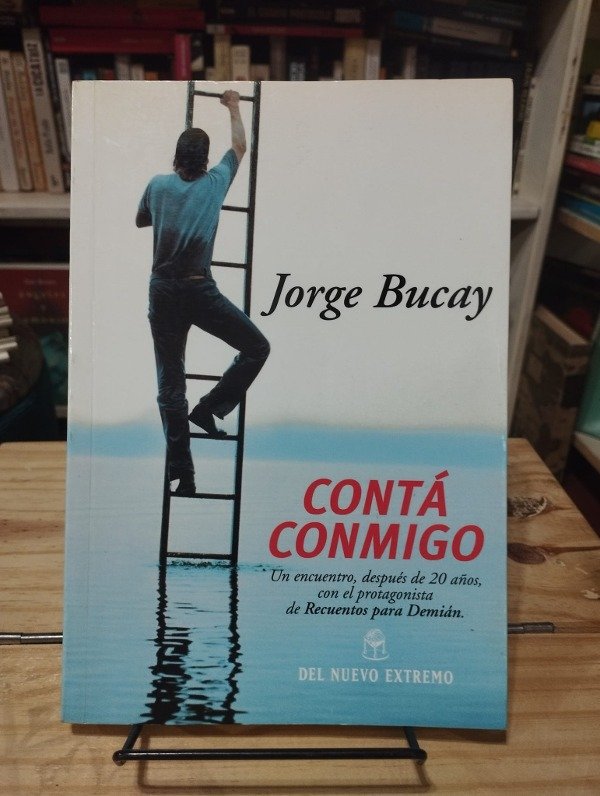 Jorge Bucay
CONTÁ
CONMIGO
Un encuentro, después de 20 años,
con el protagonista
de Recuentos para Demián.
DEL NUEVO EXTREMO